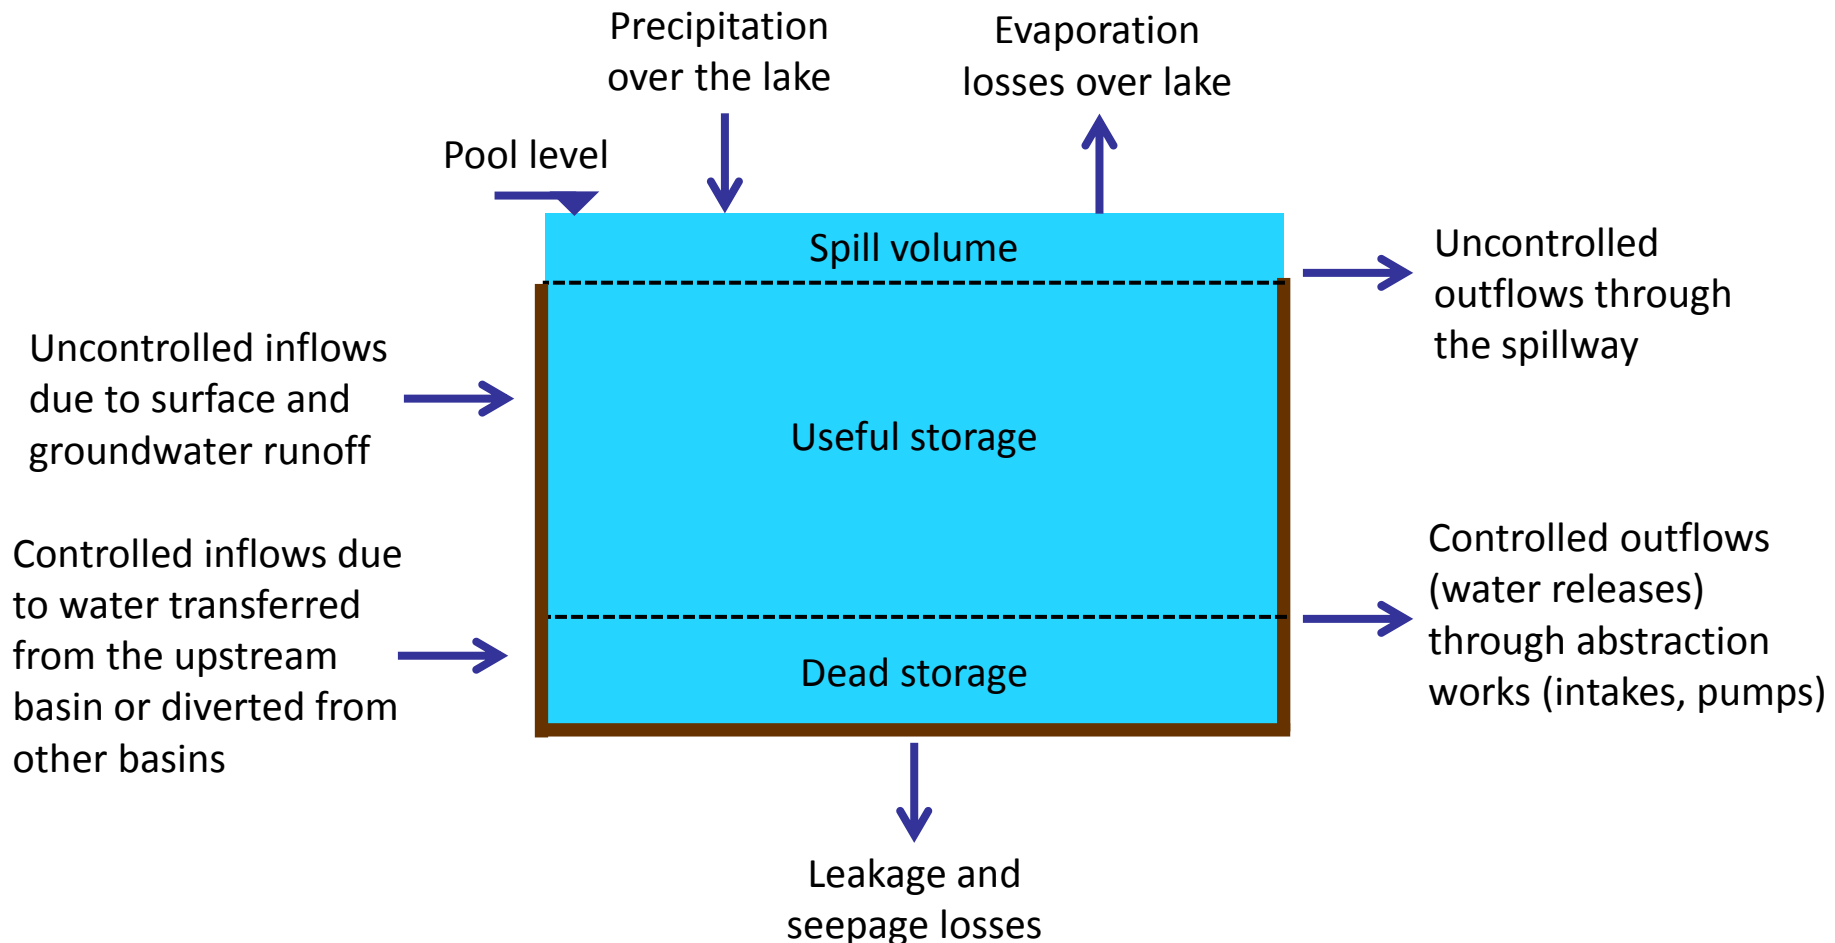 Precipitation
over the lake
Evaporation
losses over lake
Pool level
Spill volume
Uncontrolled
outflows through
the spillway
Uncontrolled inflows
due to surface and
groundwater runoff
Useful storage
Controlled inflows due
to water transferred
from the upstream
basin or diverted from
other basins
Dead storage
Controlled outflows
(water releases)
through abstraction
works (intakes, pumps)
Leakage and
seepage losses